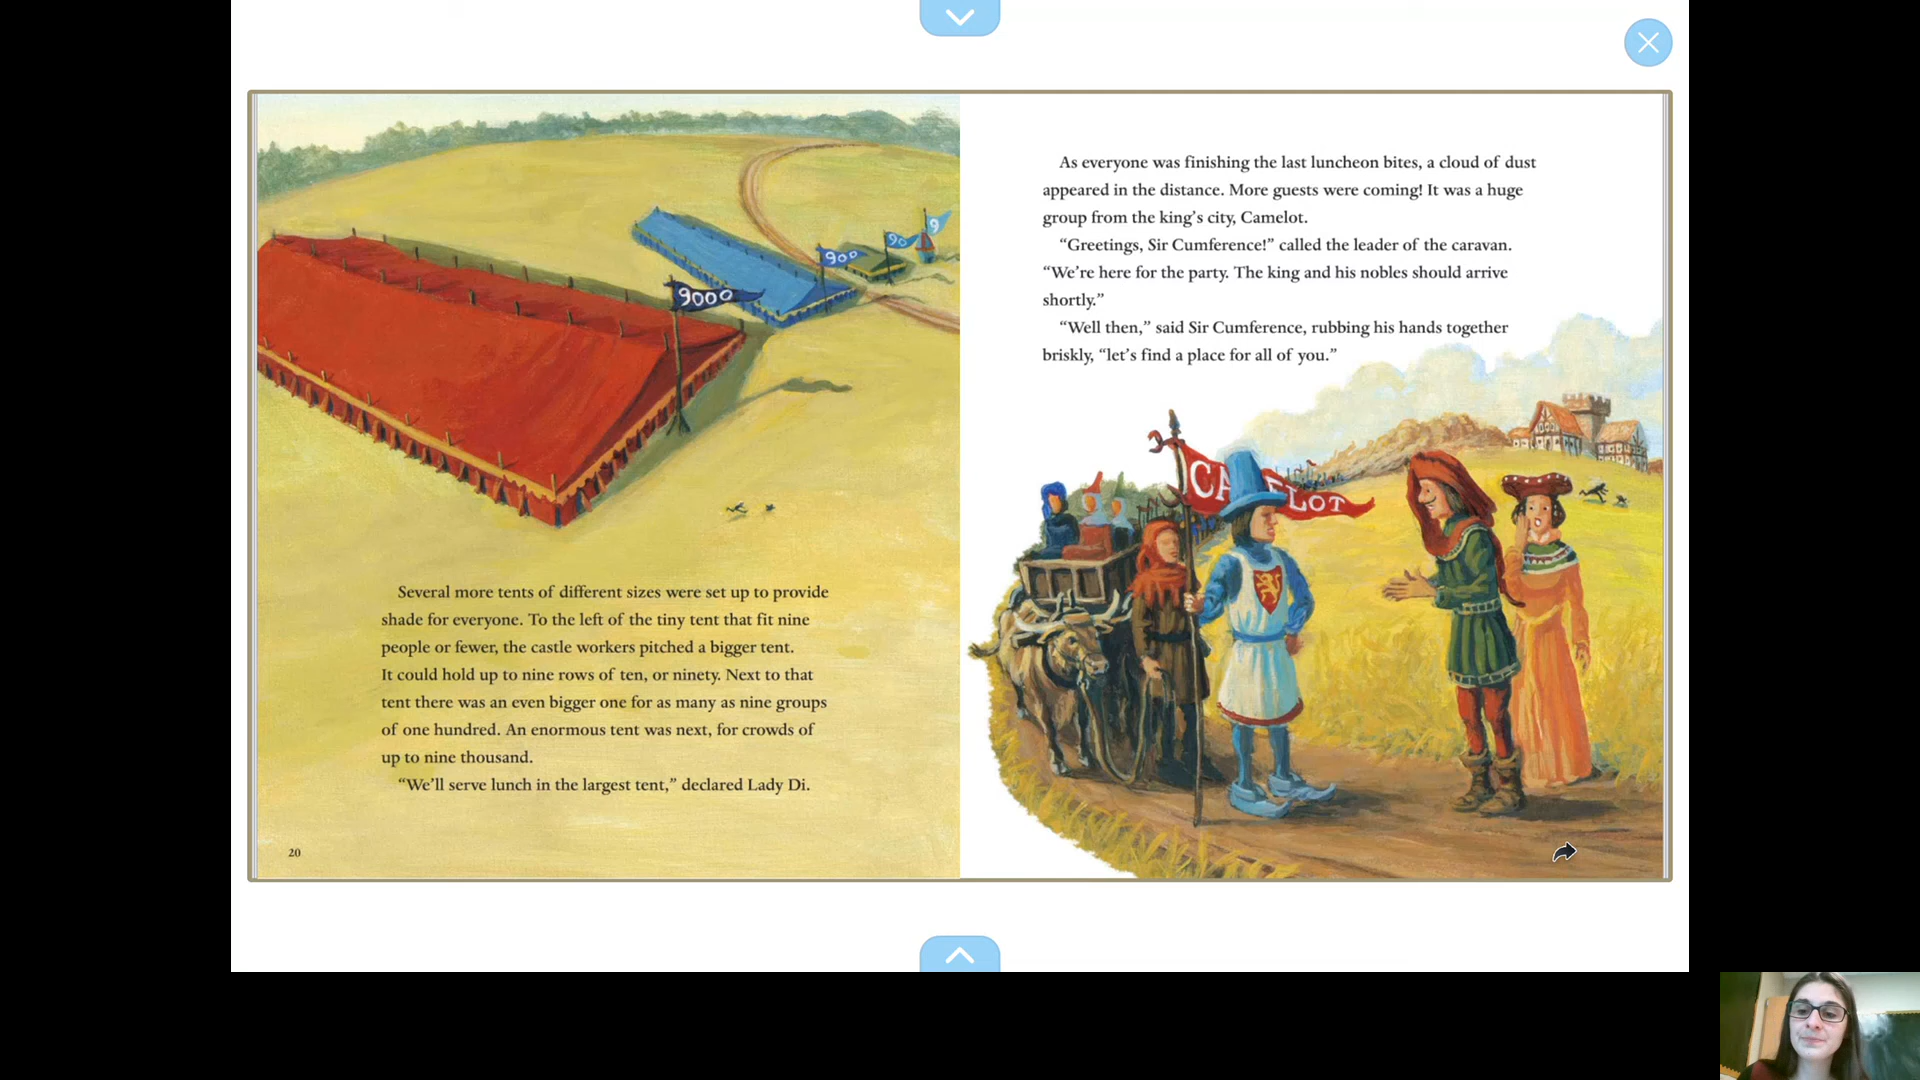 9
90
900
9000
Several more tents of different sizes were set up to provide
shade for everyone. To the left of the tiny tent that fit nine
people or fewer, the castle workers pitched a bigger tent.
It could hold up to nine rows of ten, or ninety. Next to that
tent there was an even bigger one for as many as nine groups
of one hundred. An enormous tent was next, for crowds of
up to nine thousand.
“We’ll serve lunch in the largest tent,” declared Lady Di.
20
As everyone was finishing the last luncheon bites, a cloud of dust
appeared in the distance. More guests were coming! It was a huge
group from the king’s city, Camelot.
“Greetings, Sir Cumference!” called the leader of the caravan.
“We’re here for the party. The king and his nobles should arrive
shortly.”
“Well then,” said Sir Cumference, rubbing his hands together
briskly, “let’s find a place for all of you.”
CA ELOT